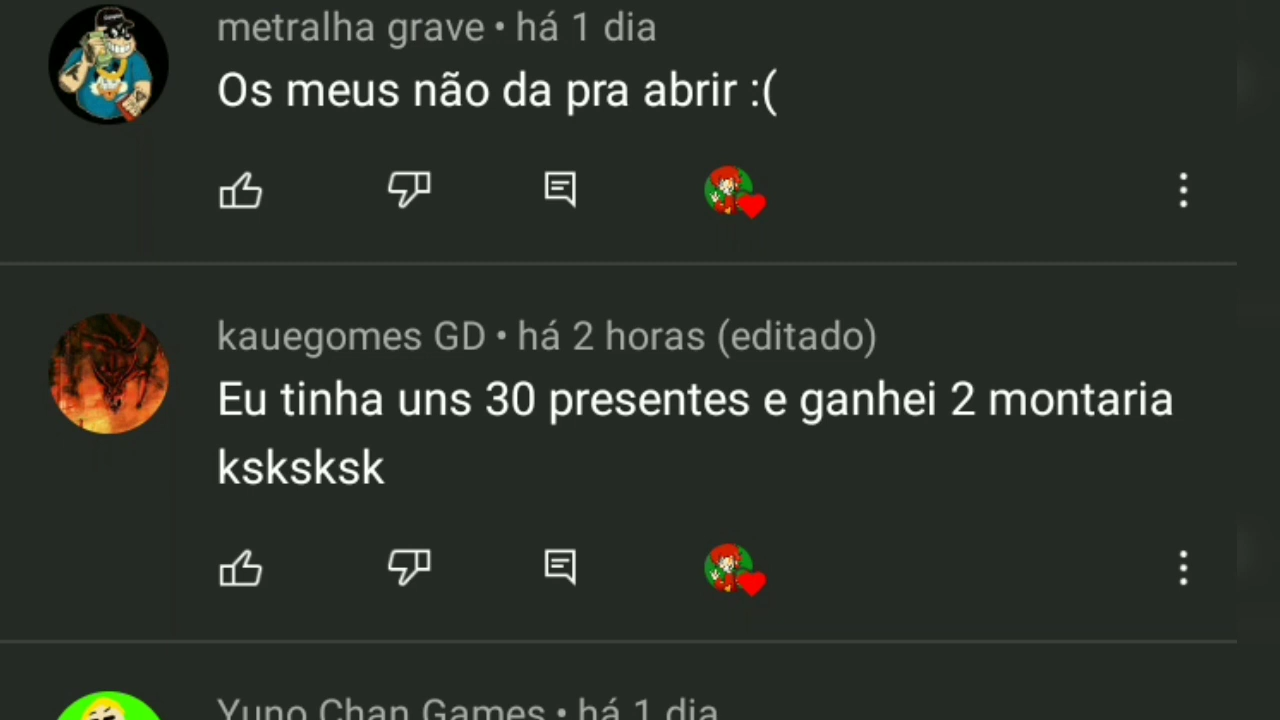 metralha grave • há 1 dia
Os meus não da pra abrir :(
kauegomes GD • há 2 horas (editado)
Eu tinha uns 30 presentes e ganhei 2 montaria
ksksksk
Yuno Chan Games • há 1 dia